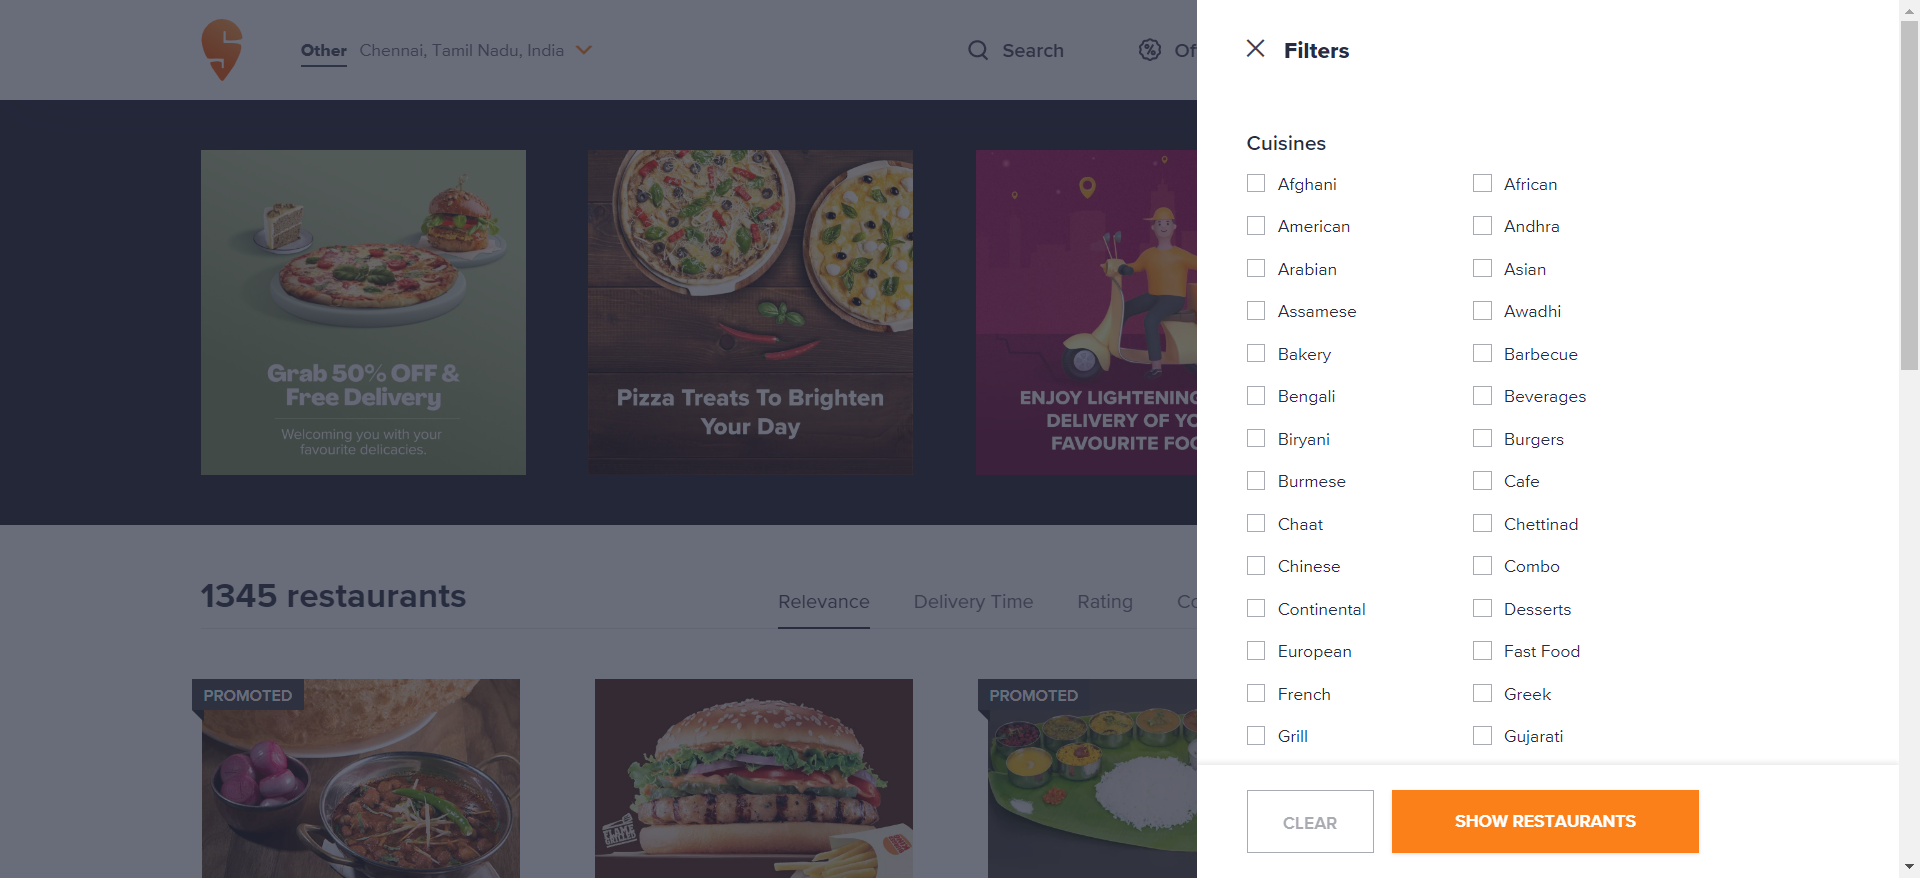 Other Chennai, Tamil Nadu, India
Search
Filters
Cuisines
Afghani
African
American
Andhra
Arabian
Asian
Assamese
Awadhi
Bakery
Barbecue
Bengali
Beverages
Biryani
Burgers
Burmese
Cafe
Chaat
Chettinad
Chinese
Combo
Continental
Desserts
European
Fast Food
French
Greek
Grill
Gujarati
CLEAR
SHOW RESTAURANTS
Grab 50% OFF &
Free Delivery
Welcoming you with your
favourite delicacies.
Pizza Treats To Brighten
Your Day
ENJOY LIGHTENING
DELIVERY OF YO
FAVOURITE FOO
1345 restaurants
Relevance
Delivery Time
Rating
Co
PROMOTED
FLAME
GRILLED
PROMOTED